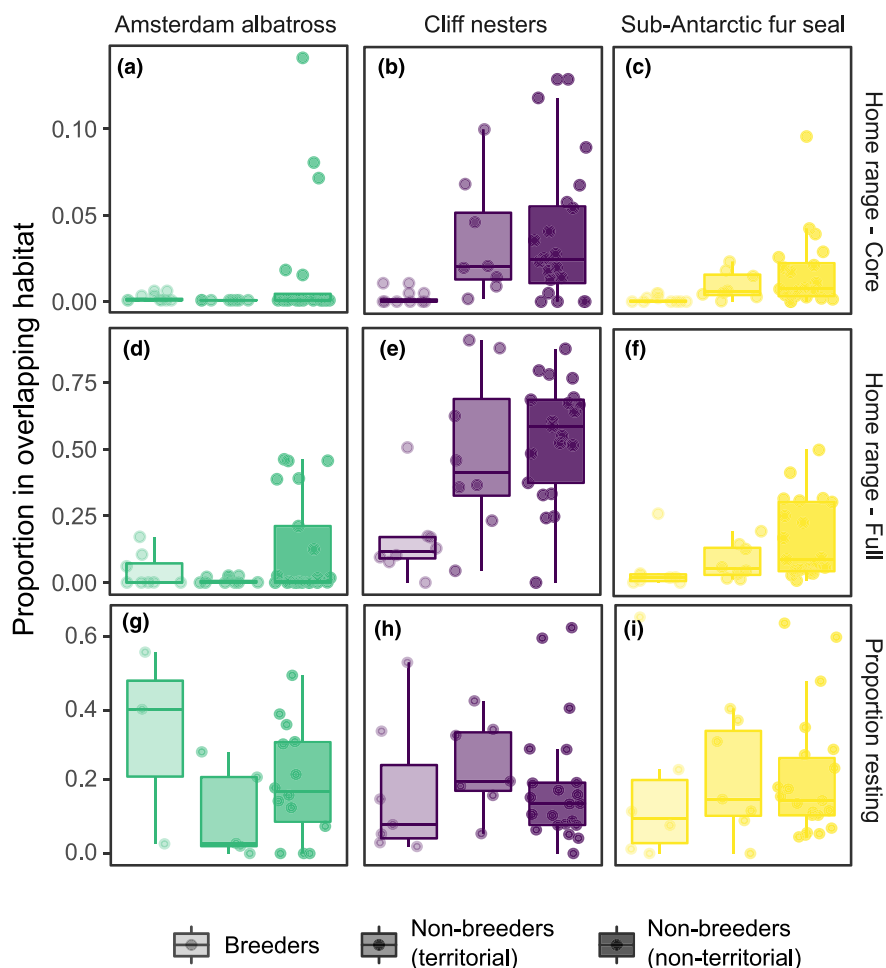 Amsterdam albatross
Cliff nesters
Sub-Antarctic fur seal
Proportion in overlapping habitat
(a)
(b)
(c)
Home range - Core
0.10
0.05
0.00
(d)
(e)
(f)
Home range - Full
0.75
0.50
0.25
0.00
(g)
(h)
(i)
Proportion resting
0.6
0.4
0.2
0.0
Breeders
Non-breeders
(territorial)
Non-breeders
(non-territorial)